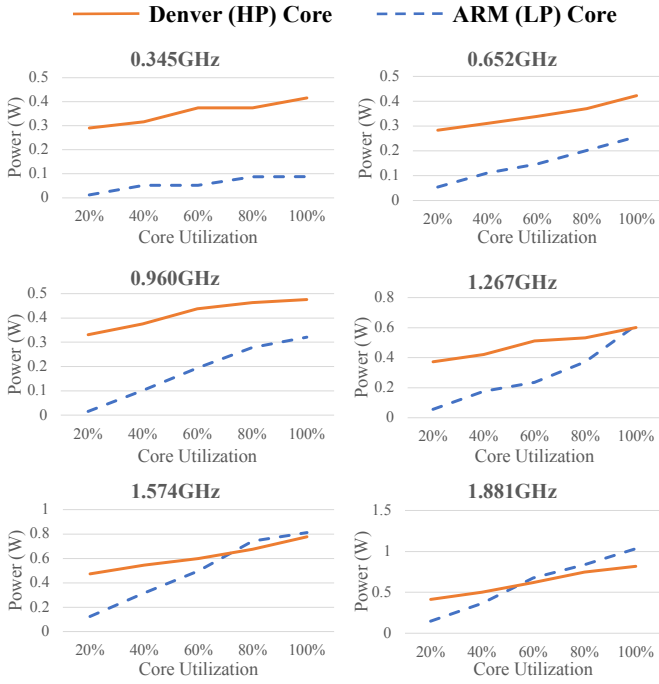 Denver (HP) Core ARM (LP) Core
0.345GHz
Power (W)
0.5
0.4
0.3
0.2
0.1
0
20% 40% 60% 80% 100%
Core Utilization
0.652GHz
Power (W)
0.5
0.4
0.3
0.2
0.1
0
20% 40% 60% 80% 100%
Core Utilization
0.960GHz
Power (W)
0.5
0.4
0.3
0.2
0.1
0
20% 40% 60% 80% 100%
Core Utilization
1.267GHz
Power (W)
0.8
0.6
0.4
0.2
0
20% 40% 60% 80% 100%
Core Utilization
1.574GHz
Power (W)
1
0.8
0.6
0.4
0.2
0
20% 40% 60% 80% 100%
Core Utilization
1.881GHz
Power (W)
1.5
1
0.5
0
20% 40% 60% 80% 100%
Core Utilization